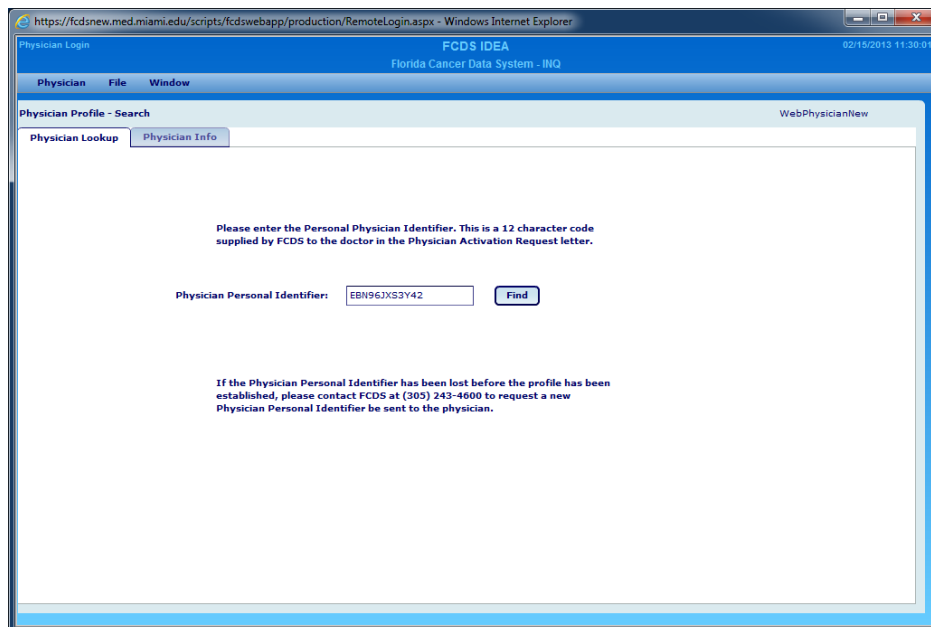 https://fcdsnew.med.miami.edu/scripts/fcdswebapp/production/RemoteLogin.aspx - Windows Internet Explorer
Physician Login FCDS IDEA 02/15/2013 11:30:01
Florida Cancer Data System - INQ
Physician File Window
Physician Profile - Search WebPhysicianNew
Physician Lookup Physician Info
Please enter the Personal Physician Identifier. This is a 12 character code
supplied by FCDS to the doctor in the Physician Activation Request letter.
Physician Personal Identifier: EBN96JXS3Y42 Find
If the Physician Personal Identifier has been lost before the profile has been
established, please contact FCDS at (305) 243-4600 to request a new
Physician Personal Identifier be sent to the physician.